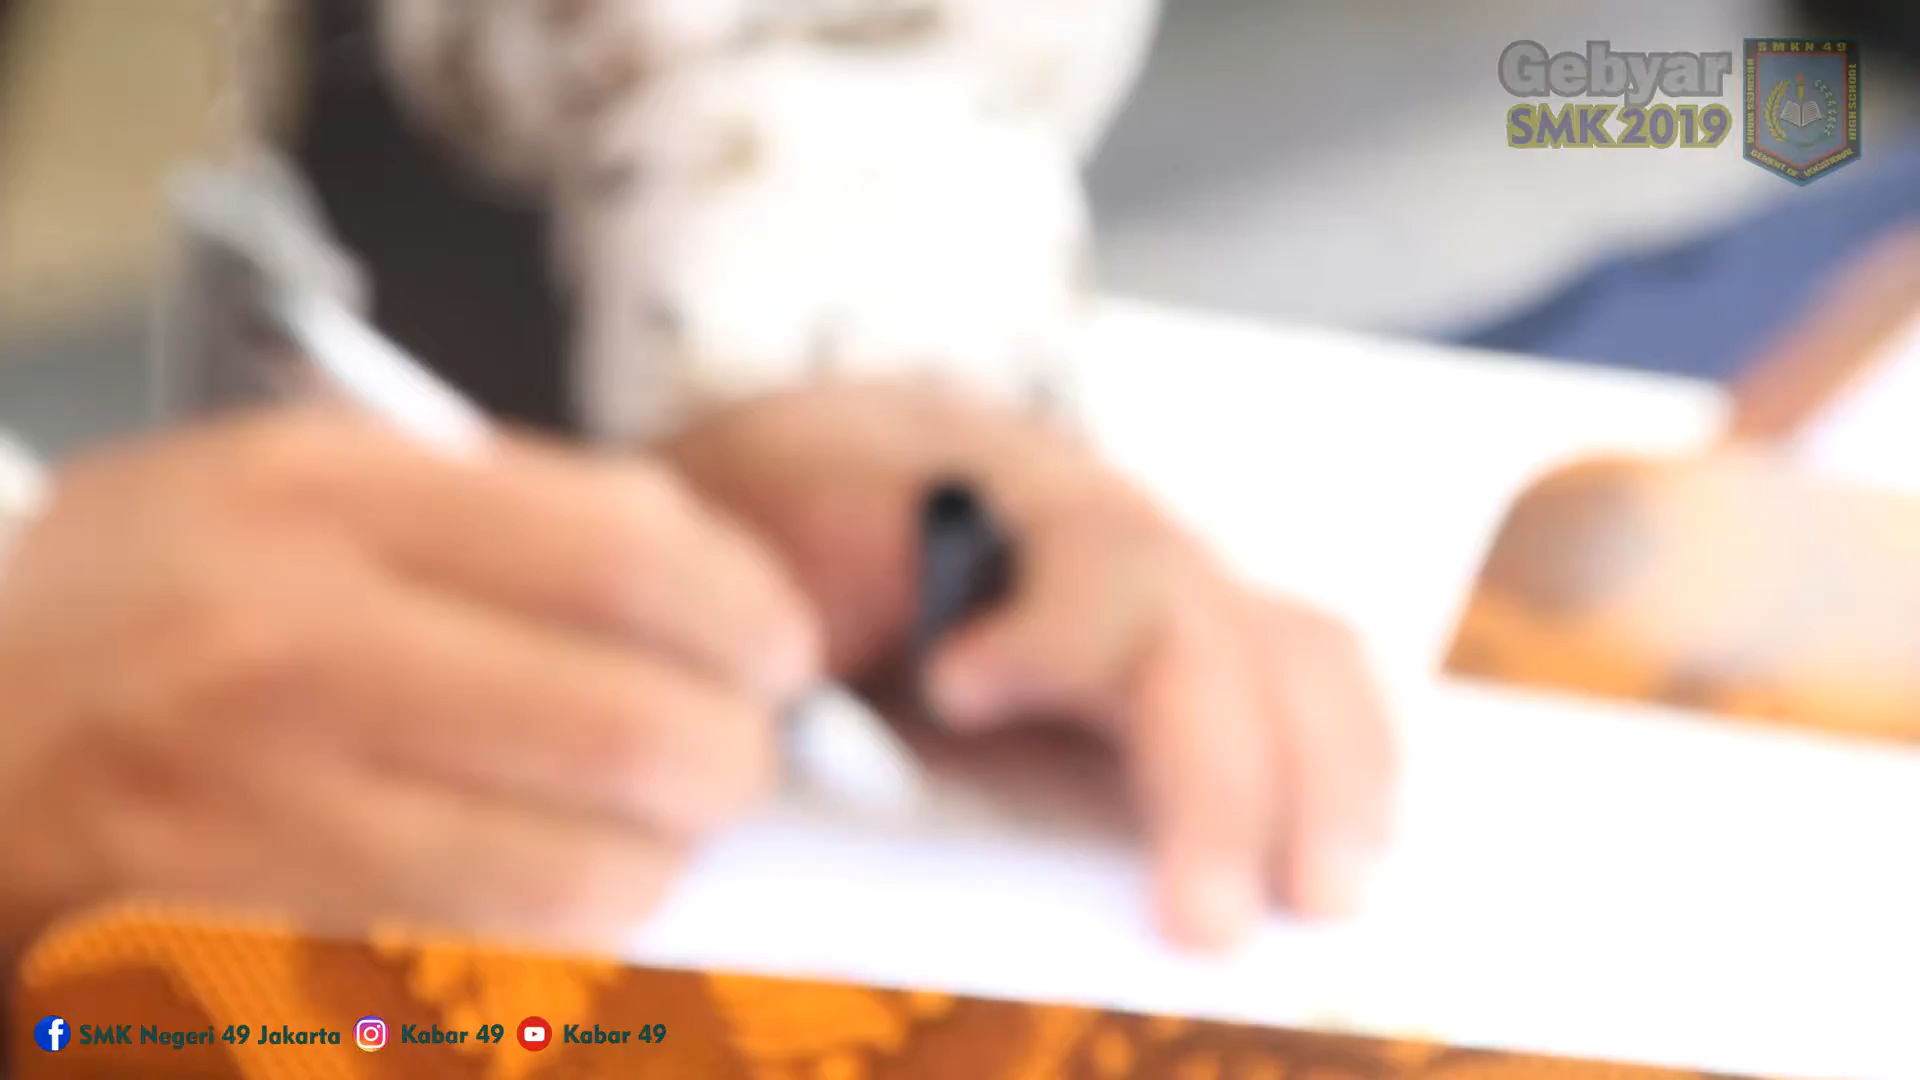 Gebyar
SMK 2019
SMKN 49
SMK Negeri 49 Jakarta
Kabar 49
Kabar 49